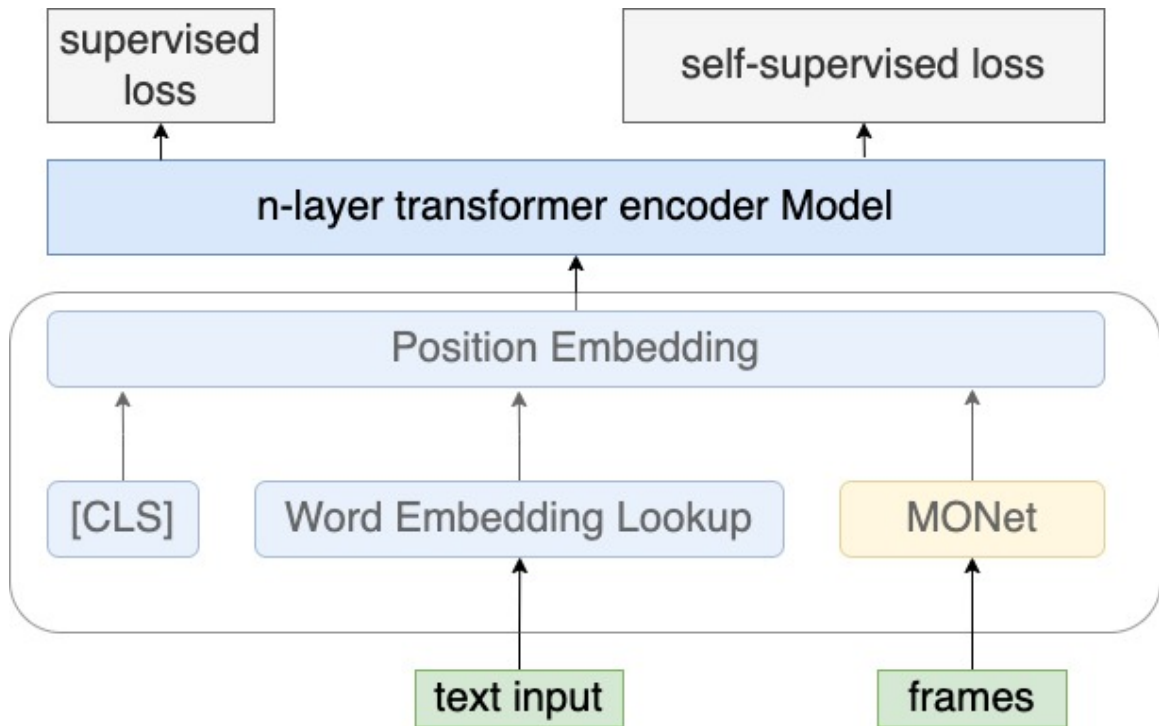 supervised
loss
self-supervised loss
n-layer transformer encoder Model
Position Embedding
[CLS]
Word Embedding Lookup
MONet
text input
frames